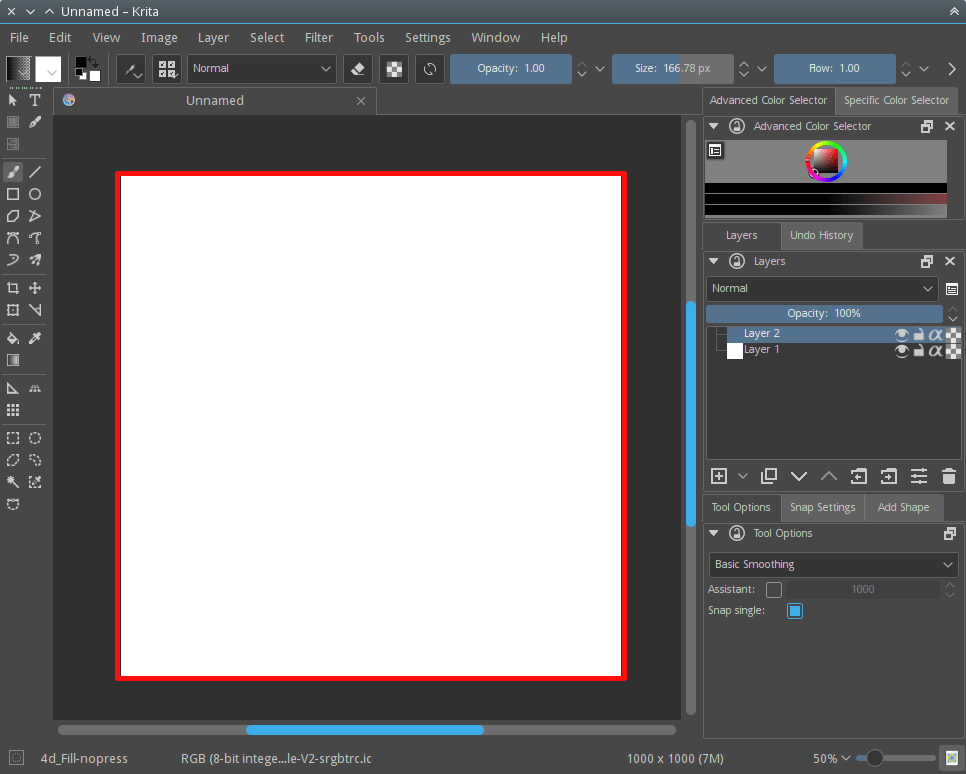 Unnamed – Krita
File Edit View Image Layer Select Filter Tools Settings Window Help
Normal Opacity: 1.00 Size: 166.78 px Flow: 1.00
Unnamed
Advanced Color Selector Specific Color Selector
Advanced Color Selector
Layers Undo History
Layers
Normal
Opacity: 100%
Layer 2
Layer 1
Tool Options Snap Settings Add Shape
Tool Options
Basic Smoothing
Assistant: 1000
Snap single:
4d_Fill-nopress RGB (8-bit intege...le-V2-srgbtrc.ic 1000 x 1000 (7M) 50%